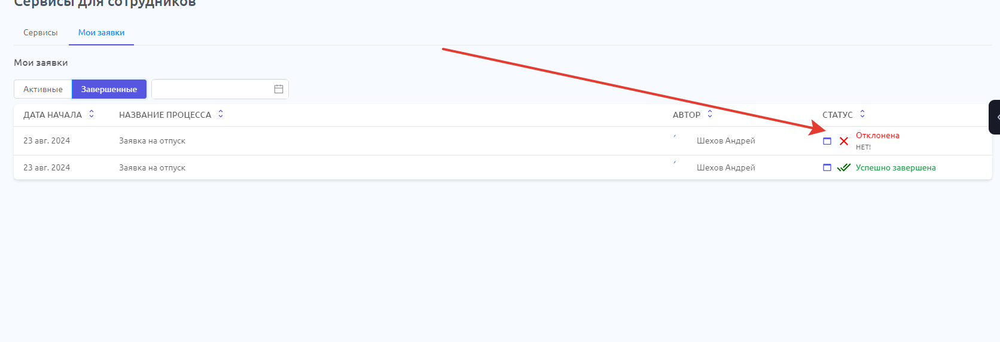 Сервисы для сотрудников
Сервисы Мои заявки
Мои заявки
Активные Завершенные
ДАТА НАЧАЛА НАЗВАНИЕ ПРОЦЕССА АВТОР СТАТУС
23 авг. 2024 Заявка на отпуск Шехов Андрей Отклонена
НЕТ!
23 авг. 2024 Заявка на отпуск Шехов Андрей Успешно завершена